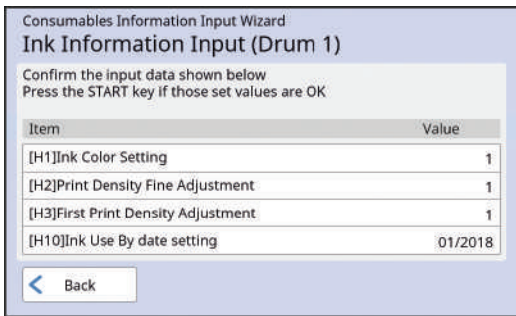 Consumables Information Input Wizard
Ink Information Input (Drum 1)
Confirm the input data shown below
Press the START key if those set values are OK
Item Value
[H1]Ink Color Setting 1
[H2]Print Density Fine Adjustment 1
[H3]First Print Density Adjustment 1
[H10]Ink Use By date setting 01/2018
Back